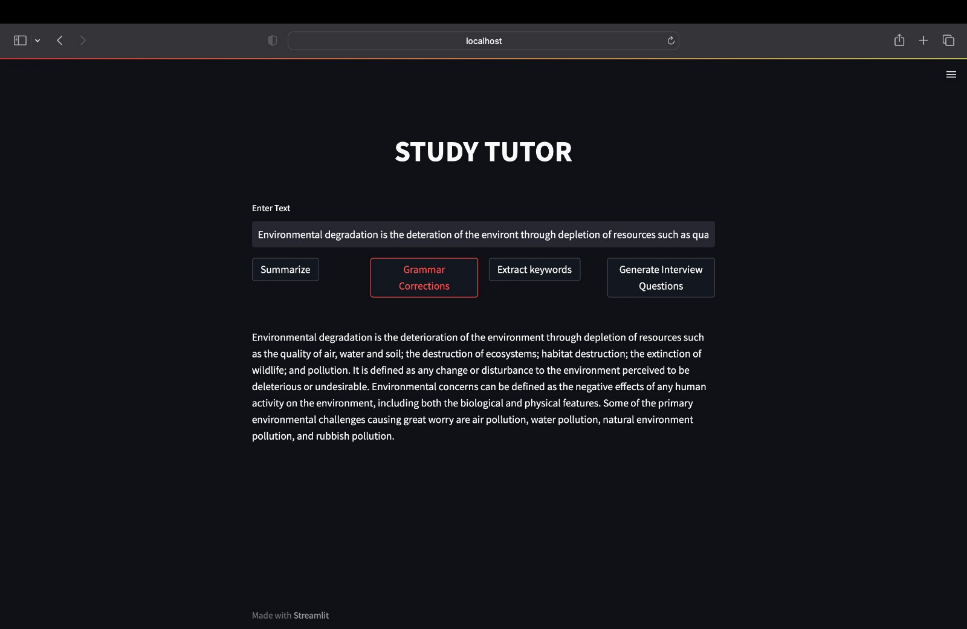 localhost
STUDY TUTOR
Enter Text
Environmental degradation is the deteration of the environt through depletion of resources such as qua
Summarize
Grammar
Corrections
Extract keywords
Generate Interview
Questions
Environmental degradation is the deterioration of the environment through depletion of resources such
as the quality of air, water and soil; the destruction of ecosystems; habitat destruction; the extinction of
wildlife; and pollution. It is defined as any change or disturbance to the environment perceived to be
deleterious or undesirable. Environmental concerns can be defined as the negative effects of any human
activity on the environment, including both the biological and physical features. Some of the primary
environmental challenges causing great worry are air pollution, water pollution, natural environment
pollution, and rubbish pollution.
Made with Streamlit